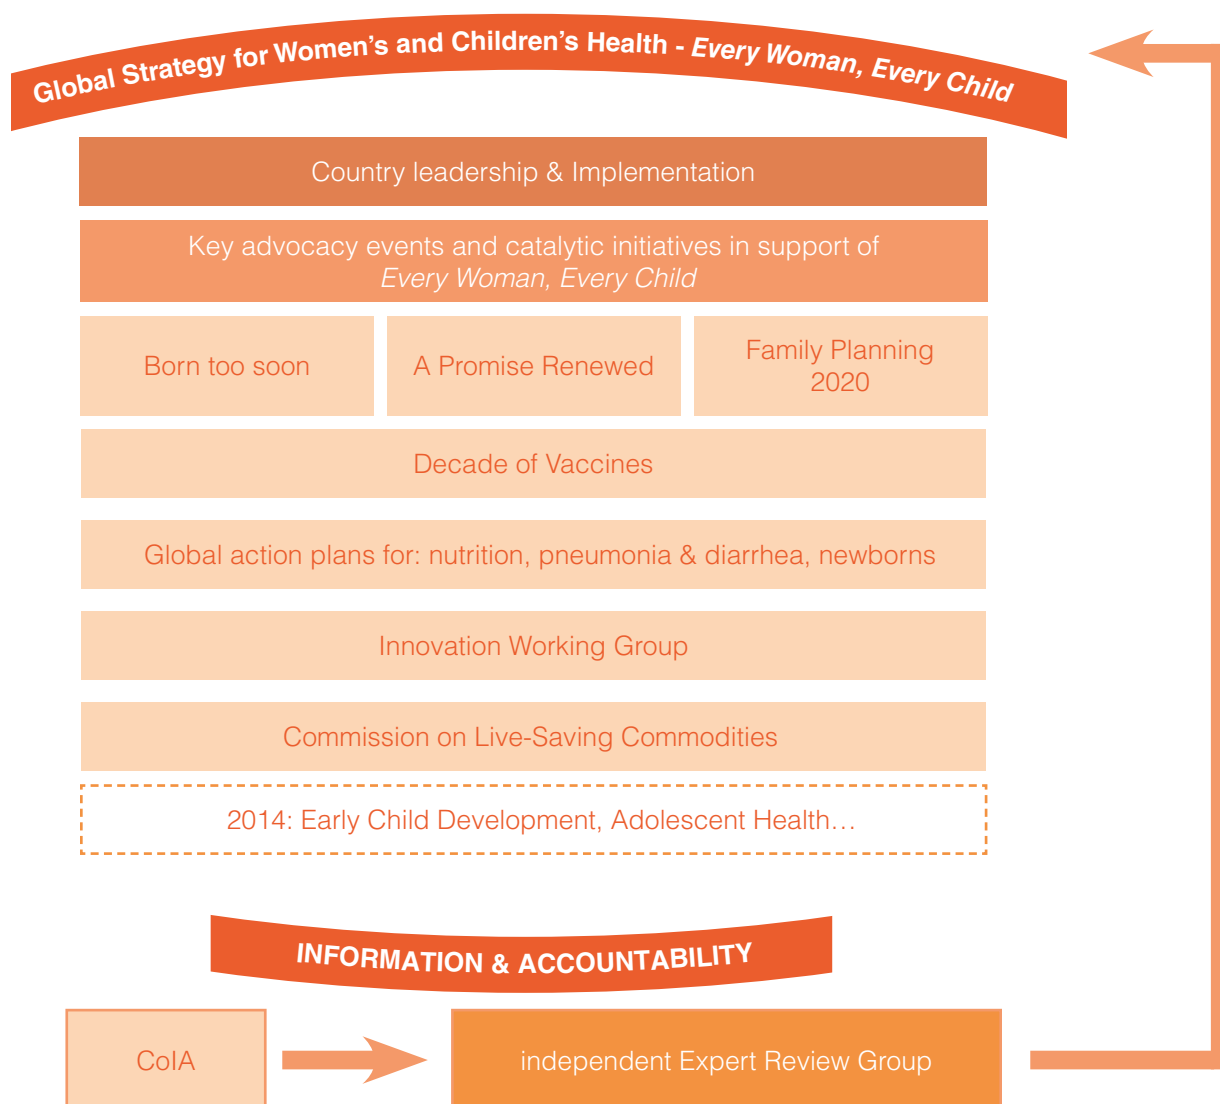 Global Strategy for Women's and Children's Health - Every Woman, Every Child
Country leadership & Implementation
Key advocacy events and catalytic initiatives in support of
Every Woman, Every Child
Born too soon
A Promise Renewed
Family Planning
2020
Decade of Vaccines
Global action plans for: nutrition, pneumonia & diarrhea, newborns
Innovation Working Group
Commission on Live-Saving Commodities
2014: Early Child Development, Adolescent Health…
INFORMATION & ACCOUNTABILITY
CoIA
independent Expert Review Group